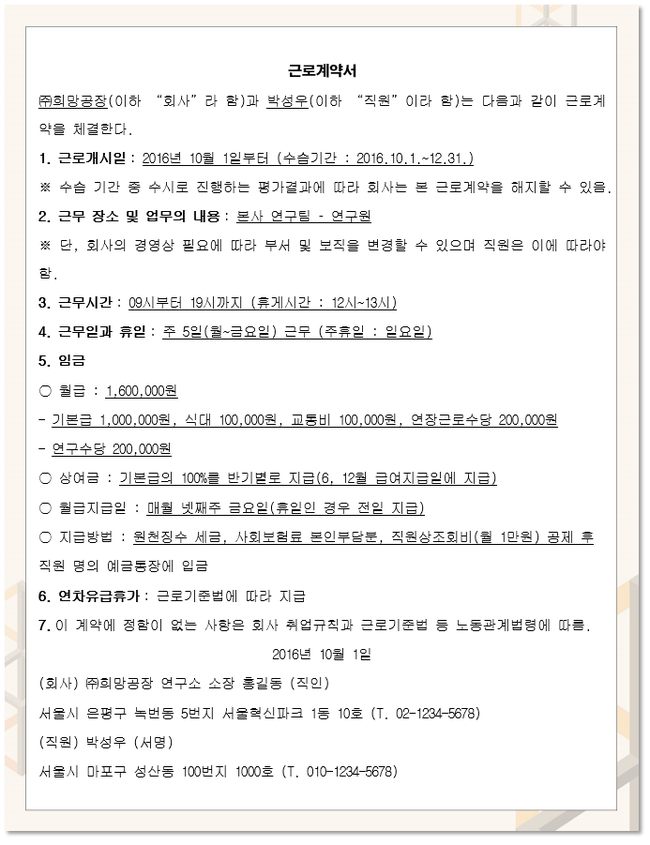 근로계약서
㈜희망공장(이하 “회사”라 함)과 박성우(이하 “직원”이라 함)는 다음과 같이 근로계
약을 체결한다.
1. 근로개시일 : 2016년 10월 1일부터 (수습기간 : 2016.10.1.~12.31.)
※ 수습 기간 중 수시로 진행하는 평가결과에 따라 회사는 본 근로계약을 해지할 수 있음.
2. 근무 장소 및 업무의 내용 : 본사 연구팀 - 연구원
※ 단, 회사의 경영상 필요에 따라 부서 및 보직을 변경할 수 있으며 직원은 이에 따라야
함.
3. 근무시간 : 09시부터 19시까지 (휴게시간 : 12시~13시)
4. 근무일과 휴일 : 주 5일(월~금요일) 근무 (주휴일 : 일요일)
5. 임금
○ 월급 : 1,600,000원
- 기본급 1,000,000원, 식대 100,000원, 교통비 100,000원, 연장근로수당 200,000원
- 연구수당 200,000원
○ 상여금 : 기본급의 100%를 반기별로 지급(6, 12월 급여지급일에 지급)
○ 월급지급일 : 매월 넷째주 금요일(휴일인 경우 전일 지급)
○ 지급방법 : 원천징수 세금, 사회보험료 본인부담분, 직원상조회비(월 1만원) 공제 후
직원 명의 예금통장에 입금
6. 연차유급휴가 : 근로기준법에 따라 지급
7. 이 계약에 정함이 없는 사항은 회사 취업규칙과 근로기준법 등 노동관계법령에 따름.
2016년 10월 1일
(회사) ㈜희망공장 연구소 소장 홍길동 (직인)
서울시 은평구 녹번동 5번지 서울혁신파크 1동 10호 (T. 02-1234-5678)
(직원) 박성우 (서명)
서울시 마포구 성산동 100번지 1000호 (T. 010-1234-5678)